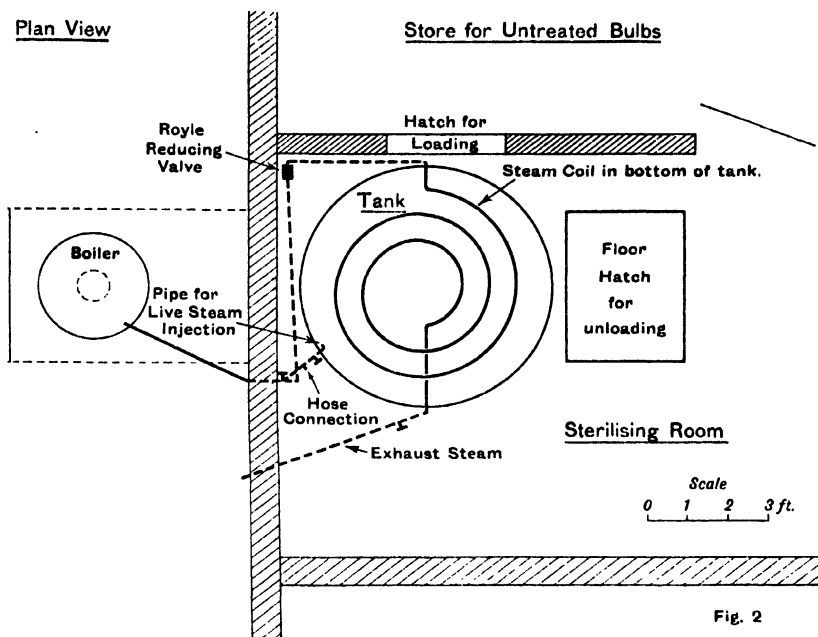 Plan View
Store for Untreated Bulbs
Royle
Reducing
Valve
Hatch for
Loading
Steam Coil in bottom of tank.
Tank
Boiler
Pipe for
Live Steam
Injection
Floor
Hatch
for
unloading
Hose
Connection
Exhaust Steam
Sterilising Room
Scale
0 1 2 3 ft.
Fig. 2